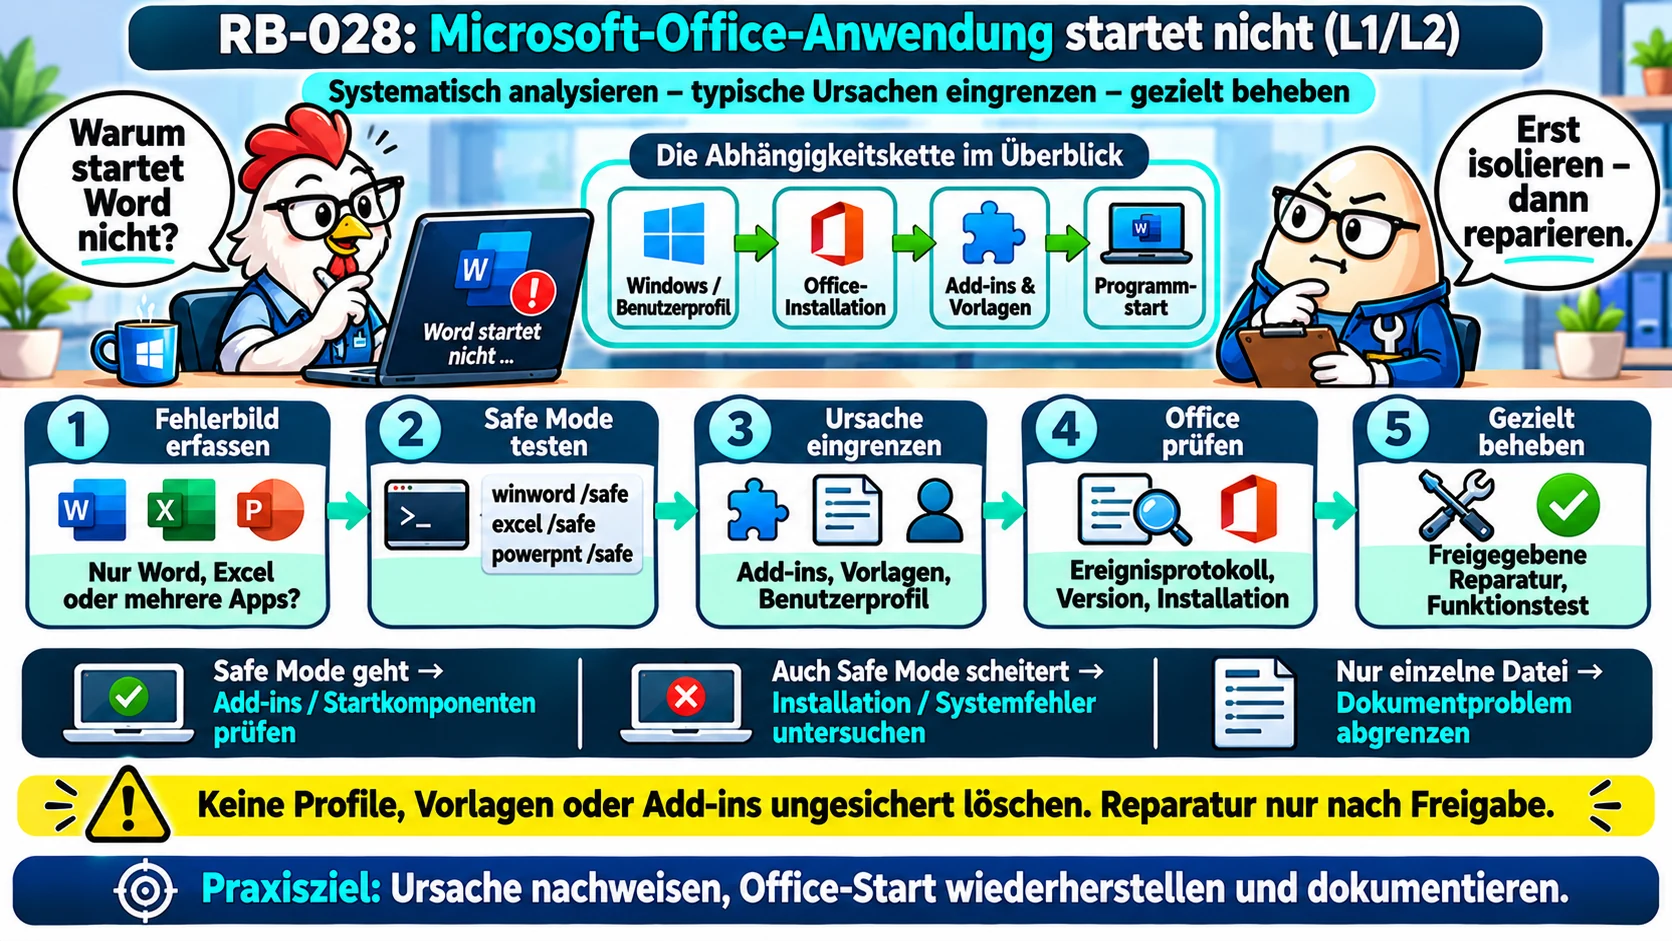 RB-028: Microsoft-Office-Anwendung startet nicht (L1/L2)
Systematisch analysieren – typische Ursachen eingrenzen – gezielt beheben
Warum
startet
Word
nicht?
W
Word startet
nicht ...
Die Abhängigkeitskette im Überblick
Windows /
Benutzerprofil
Office-
Installation
Add-ins &
Vorlagen
W
Programm-
start
Erst
isolieren –
dann
reparieren.
1
Fehlerbild
erfassen
W X P
Nur Word, Excel
oder mehrere Apps?
2
Safe Mode
testen
>_
winword /safe
excel /safe
powerpnt /safe
3
Ursache
eingrenzen
Add-ins, Vorlagen,
Benutzerprofil
4
Office
prüfen
Ereignisprotokoll,
Version, Installation
5
Gezielt
beheben
Freigegebene
Reparatur,
Funktionstest
Safe Mode geht →
Add-ins / Startkomponenten
prüfen
Auch Safe Mode scheitert →
Installation / Systemfehler
untersuchen
Nur einzelne Datei →
Dokumentproblem
abgrenzen
Keine Profile, Vorlagen oder Add-ins ungesichert löschen. Reparatur nur nach Freigabe.
Praxisziel: Ursache nachweisen, Office-Start wiederherstellen und dokumentieren.